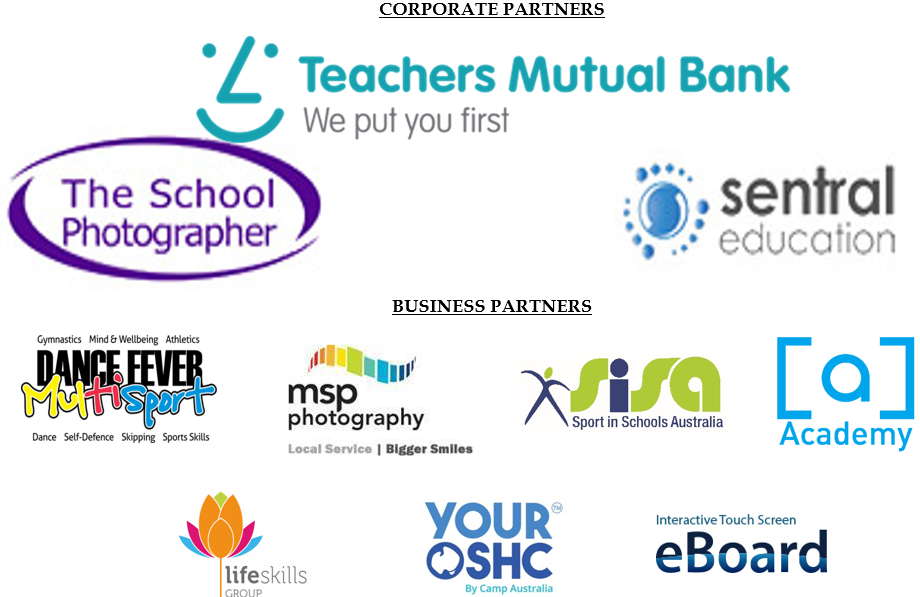 CORPORATE PARTNERS
Teachers Mutual Bank
We put you first
The School
Photographer
sentral
education
BUSINESS PARTNERS
Gymnastics Mind & Wellbeing Athletics
DANCE FEVER
Multisport
Dance Self-Defence Skipping Sports Skills
msp
photography
Local Service | Bigger Smiles
sisa
Sport in Schools Australia
[a]
Academy
lifeskills
GROUP
YOUR™
OSHC
By Camp Australia
Interactive Touch Screen
eBoard